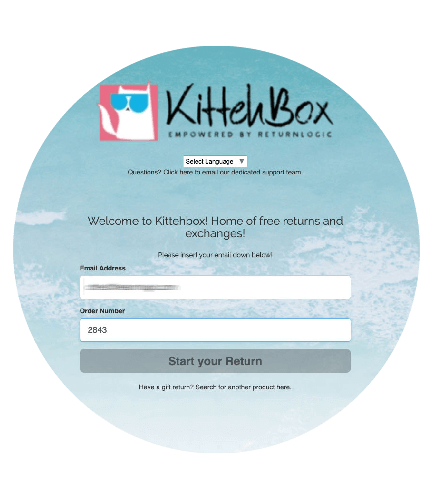 KittehBox
EMPOWERED BY RETURNLOGIC
Select Language ▼
Questions? Click here to email our dedicated support team
Welcome to Kittehbox! Home of free returns and
exchanges!
Please insert your email down below!
Email Address
Order Number
2843
Start your Return
Have a gift return? Search for another product here.